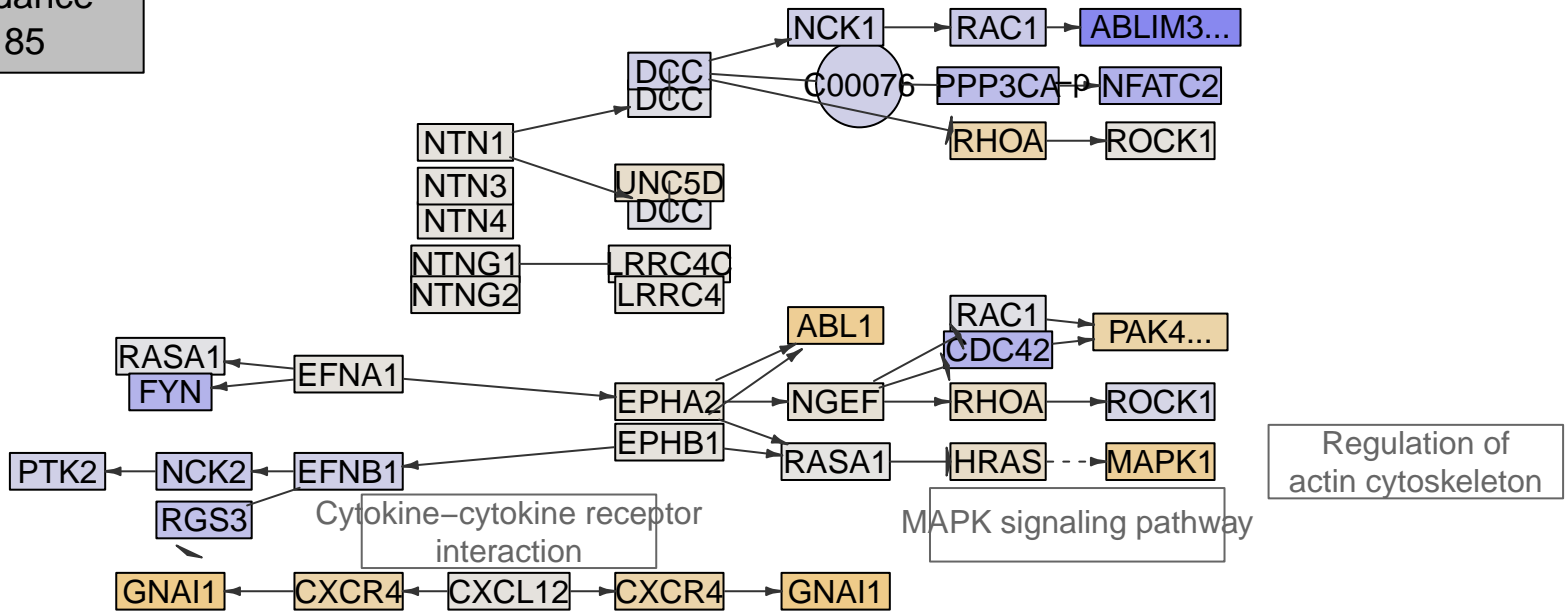 85
NCK1
RAC1
ABLIM3...
DCC
DCC
C00076
PPP3CA
–p
NFATC2
RHOA
ROCK1
NTN1
NTN3
NTN4
UNC5D
DCC
NTNG1
NTNG2
LRRC4C
LRRC4
ABL1
RAC1
CDC42
PAK4...
RASA1
FYN
EFNA1
EPHA2
NGEF
RHOA
ROCK1
EPHB1
RASA1
HRAS
MAPK1
PTK2
NCK2
EFNB1
RGS3
Cytokine−cytokine receptor
interaction
MAPK signaling pathway
Regulation of
actin cytoskeleton
GNAI1
CXCR4
CXCL12
CXCR4
GNAI1